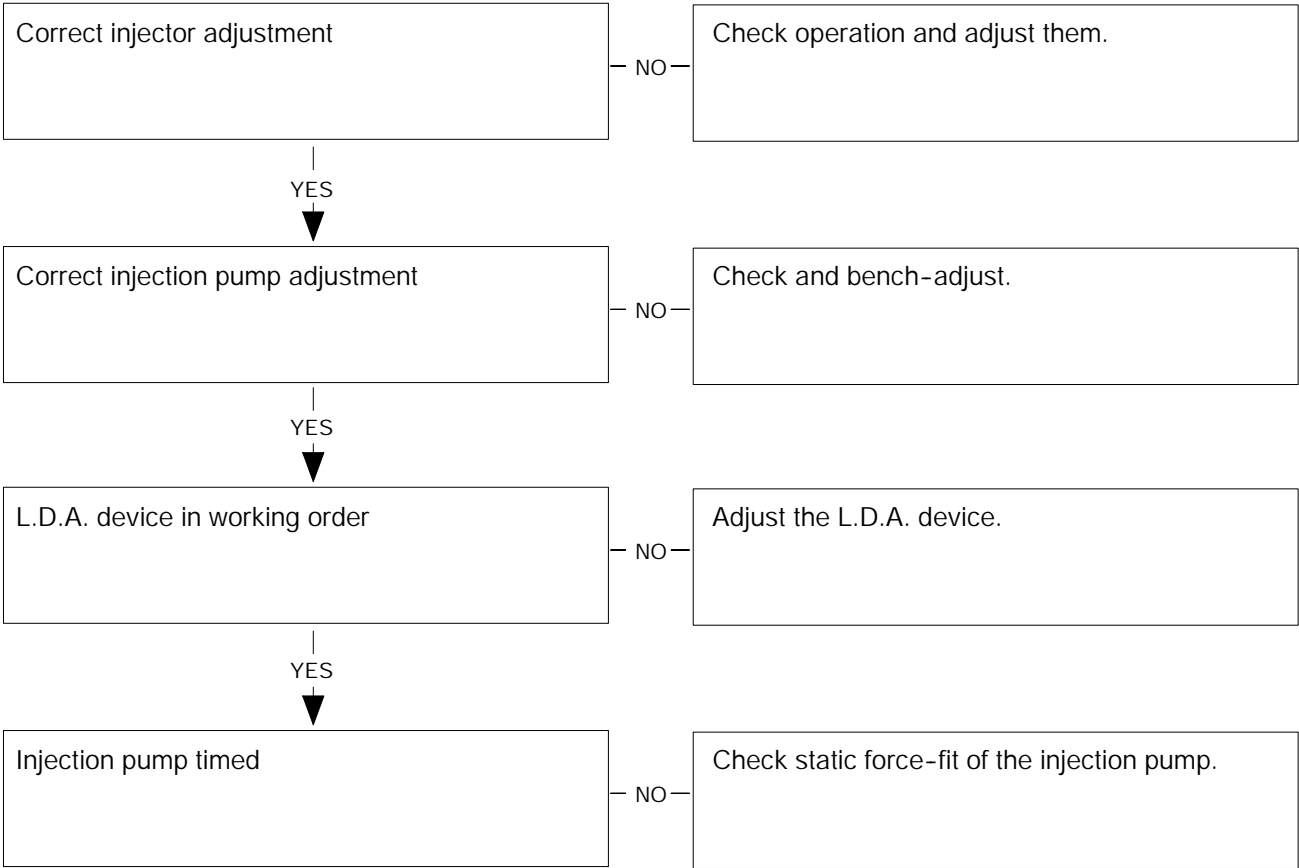 Correct injector adjustment
NO
Check operation and adjust them.
YES
Correct injection pump adjustment
NO
Check and bench-adjust.
YES
L.D.A. device in working order
NO
Adjust the L.D.A. device.
YES
Injection pump timed
NO
Check static force-fit of the injection pump.